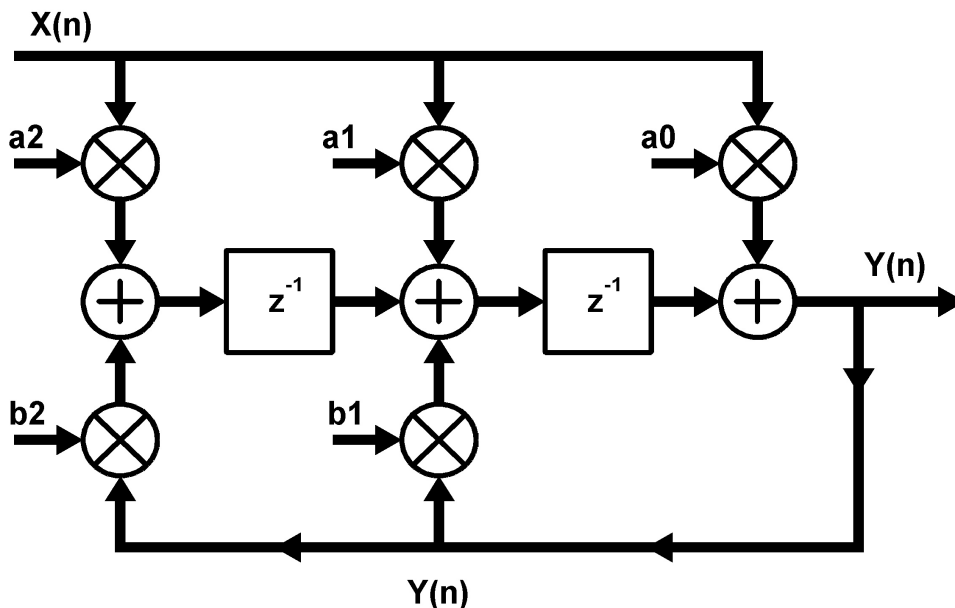 X(n)
a2 a1 a0
z⁻¹ z⁻¹ Y(n)
b2 b1
Y(n)